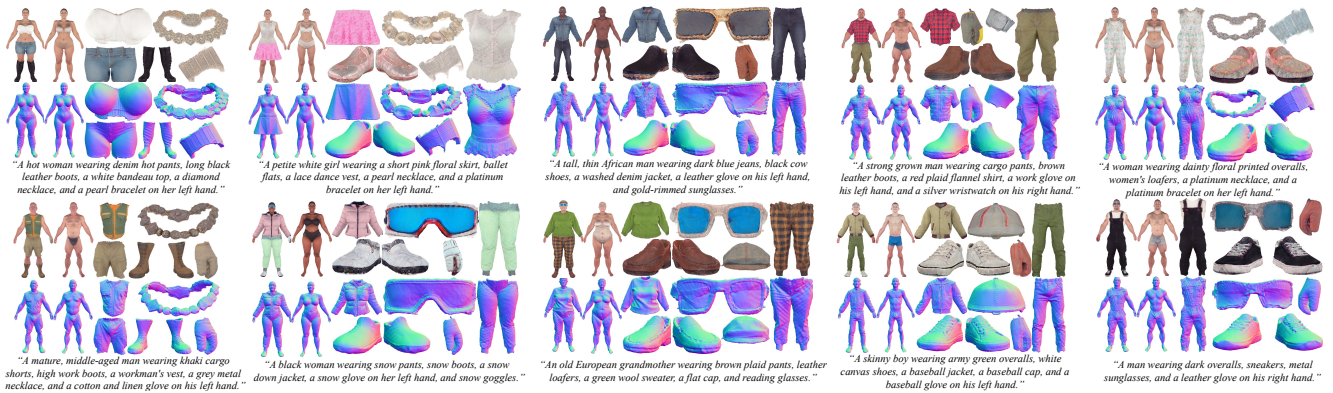 “A hot woman wearing denim hot pants, long black
leather boots, a white bandeau top, a diamond
necklace, and a pearl bracelet on her left hand.”
“A petite white girl wearing a short pink floral skirt, ballet
flats, a lace dance vest, a pearl necklace, and a platinum
bracelet on her left hand.”
“A tall, thin African man wearing dark blue jeans, black cow
shoes, a washed denim jacket, a leather glove on his left hand,
and gold-rimmed sunglasses.”
“A strong grown man wearing cargo pants, brown
leather boots, a red plaid flannel shirt, a work glove on
his left hand, and a silver wristwatch on his right hand.”
“A woman wearing dainty floral printed overalls,
women's loafers, a platinum necklace, and a
platinum bracelet on her left hand.”
“A mature, middle-aged man wearing khaki cargo
shorts, high work boots, a workman's vest, a grey metal
necklace, and a cotton and linen glove on his left hand.”
“A black woman wearing snow pants, snow boots, a snow
down jacket, a snow glove on her left hand, and snow goggles.”
“An old European grandmother wearing brown plaid pants, leather
loafers, a green wool sweater, a flat cap, and reading glasses.”
“A skinny boy wearing army green overalls, white
canvas shoes, a baseball jacket, a baseball cap, and a
baseball glove on his left hand.”
“A man wearing dark overalls, sneakers, metal
sunglasses, and a leather glove on his right hand.”